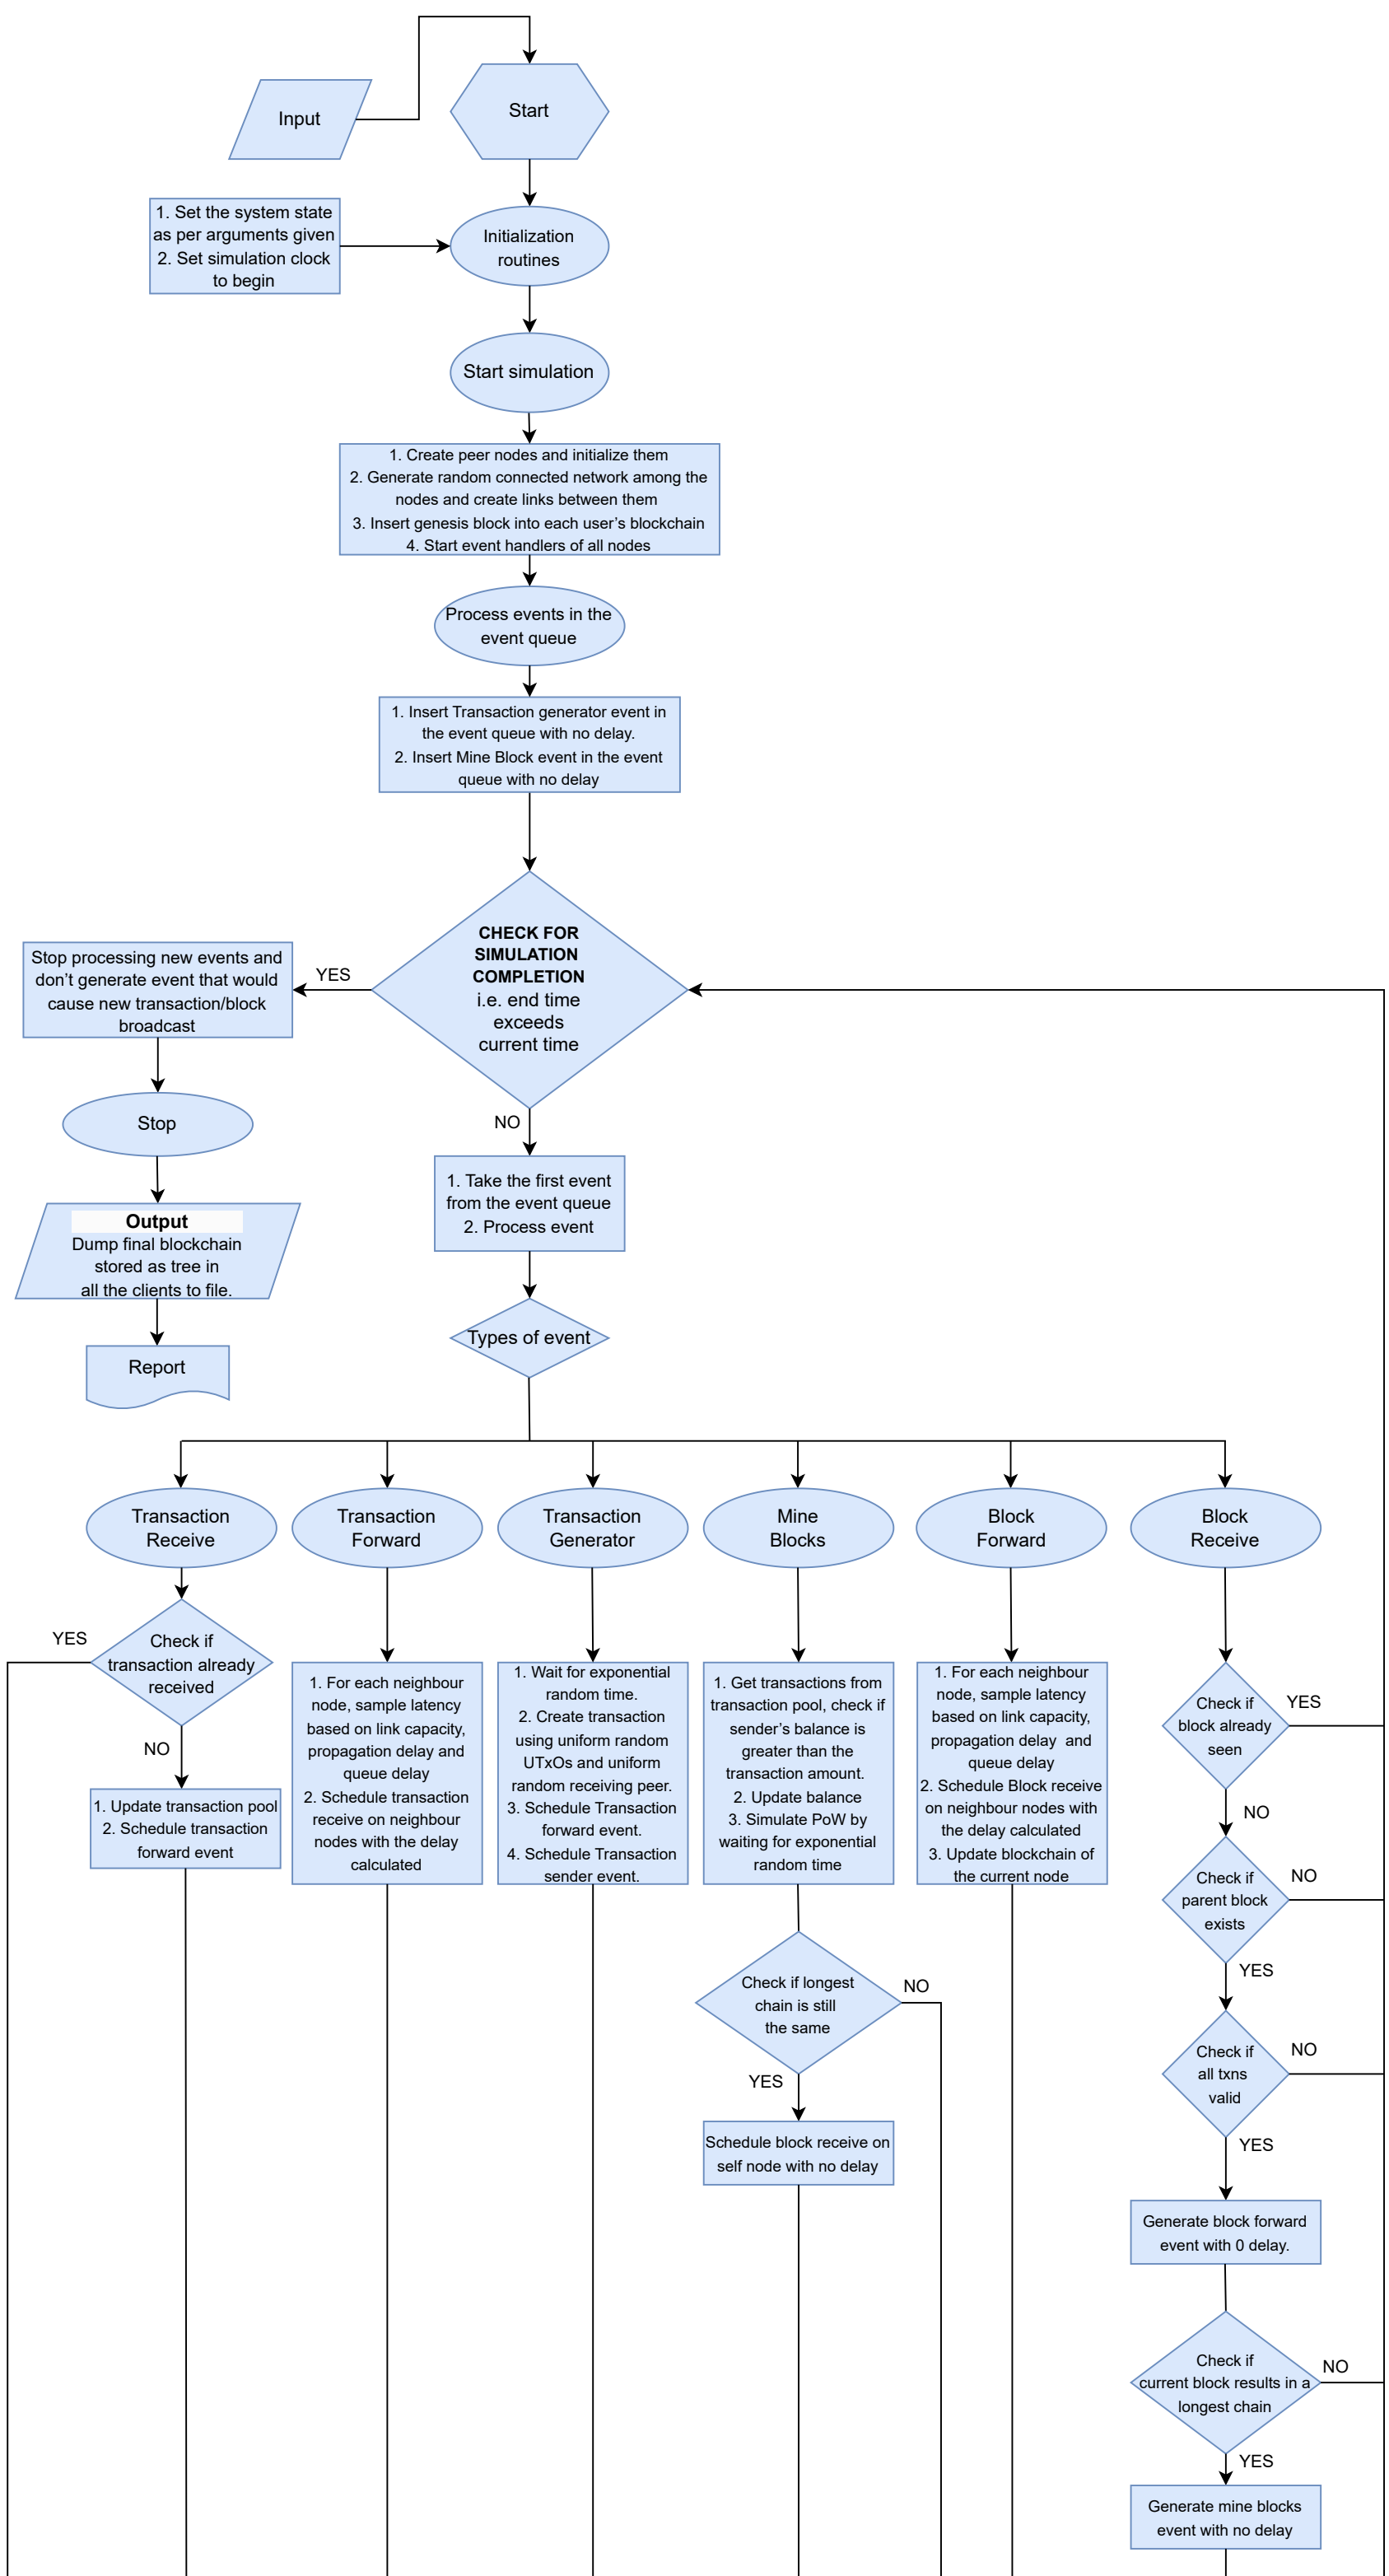 Input
Start
1. Set the system state
as per arguments given
2. Set simulation clock
to begin
Initialization
routines
Start simulation
1. Create peer nodes and initialize them
2. Generate random connected network among the
nodes and create links between them
3. Insert genesis block into each user’s blockchain
4. Start event handlers of all nodes
Process events in the
event queue
1. Insert Transaction generator event in
the event queue with no delay.
2. Insert Mine Block event in the event
queue with no delay
CHECK FOR
SIMULATION
COMPLETION
i.e. end time
exceeds
current time
YES
Stop processing new events and
don’t generate event that would
cause new transaction/block
broadcast
Stop
Output
Dump final blockchain
stored as tree in
all the clients to file.
Report
NO
1. Take the first event
from the event queue
2. Process event
Types of event
Transaction
Receive
Check if
transaction already
received
YES
NO
1. Update transaction pool
2. Schedule transaction
forward event
Transaction
Forward
1. For each neighbour
node, sample latency
based on link capacity,
propagation delay and
queue delay
2. Schedule transaction
receive on neighbour
nodes with the delay
calculated
Transaction
Generator
1. Wait for exponential
random time.
2. Create transaction
using uniform random
UTxOs and uniform
random receiving peer.
3. Schedule Transaction
forward event.
4. Schedule Transaction
sender event.
Mine
Blocks
1. Get transactions from
transaction pool, check if
sender’s balance is
greater than the
transaction amount.
2. Update balance
3. Simulate PoW by
waiting for exponential
random time
Check if longest
chain is still
the same
NO
YES
Schedule block receive on
self node with no delay
Block
Forward
1. For each neighbour
node, sample latency
based on link capacity,
propagation delay and
queue delay
2. Schedule Block receive
on neighbour nodes with
the delay calculated
3. Update blockchain of
the current node
Block
Receive
Check if
block already
seen
YES
NO
Check if
parent block
exists
NO
YES
Check if
all txns
valid
NO
YES
Generate block forward
event with 0 delay.
Check if
current block results in a
longest chain
NO
YES
Generate mine blocks
event with no delay